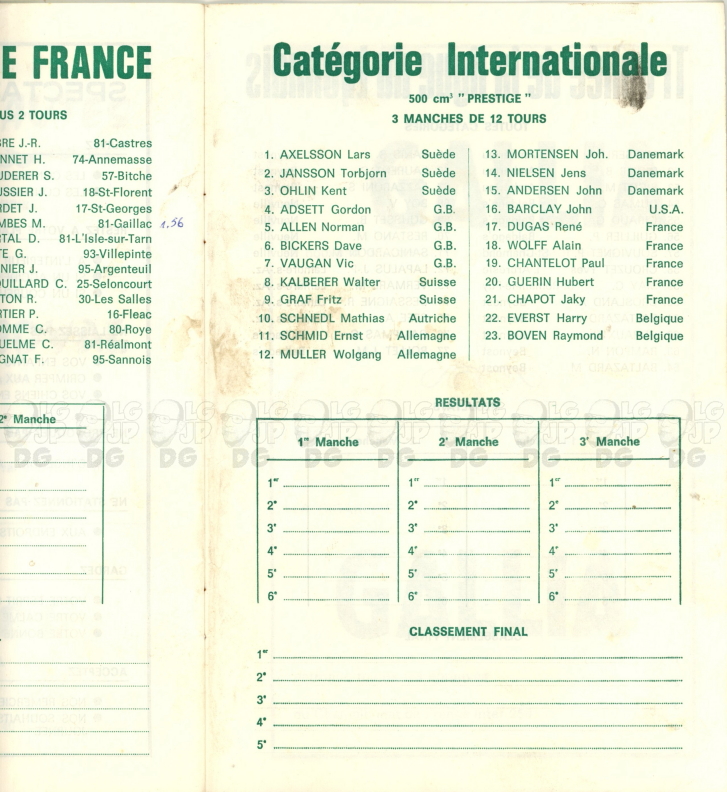 E FRANCE
US 2 TOURS
BRE J.-R. 81-Castres
NNET H. 74-Annemasse
UDERER S. 57-Bitche
USSIER J. 18-St-Florent
RDET J. 17-St-Georges
MBES M. 81-Gaillac 1,56
RTAL D. 81-L'Isle-sur-Tarn
TE G. 93-Villepinte
NIER J. 95-Argenteuil
OUILLARD C. 25-Seloncourt
TON R. 30-Les Salles
RTIER P. 16-Fleac
OMME C. 80-Roye
UELME C. 81-Réalmont
GNAT F. 95-Sannois
2e Manche
Catégorie Internationale
500 cm³ " PRESTIGE "
3 MANCHES DE 12 TOURS
1. AXELSSON Lars Suède
2. JANSSON Torbjorn Suède
3. OHLIN Kent Suède
4. ADSETT Gordon G.B.
5. ALLEN Norman G.B.
6. BICKERS Dave G.B.
7. VAUGAN Vic G.B.
8. KALBERER Walter Suisse
9. GRAF Fritz Suisse
10. SCHNEDL Mathias Autriche
11. SCHMID Ernst Allemagne
12. MULLER Wolgang Allemagne
13. MORTENSEN Joh. Danemark
14. NIELSEN Jens Danemark
15. ANDERSEN John Danemark
16. BARCLAY John U.S.A.
17. DUGAS René France
18. WOLFF Alain France
19. CHANTELOT Paul France
20. GUERIN Hubert France
21. CHAPOT Jaky France
22. EVERST Harry Belgique
23. BOVEN Raymond Belgique
RESULTATS
1re Manche 2e Manche 3e Manche
1er 1er 1er
2e 2e 2e
3e 3e 3e
4e 4e 4e
5e 5e 5e
6e 6e 6e
CLASSEMENT FINAL
1er
2e
3e
4e
5e
LG JP DG